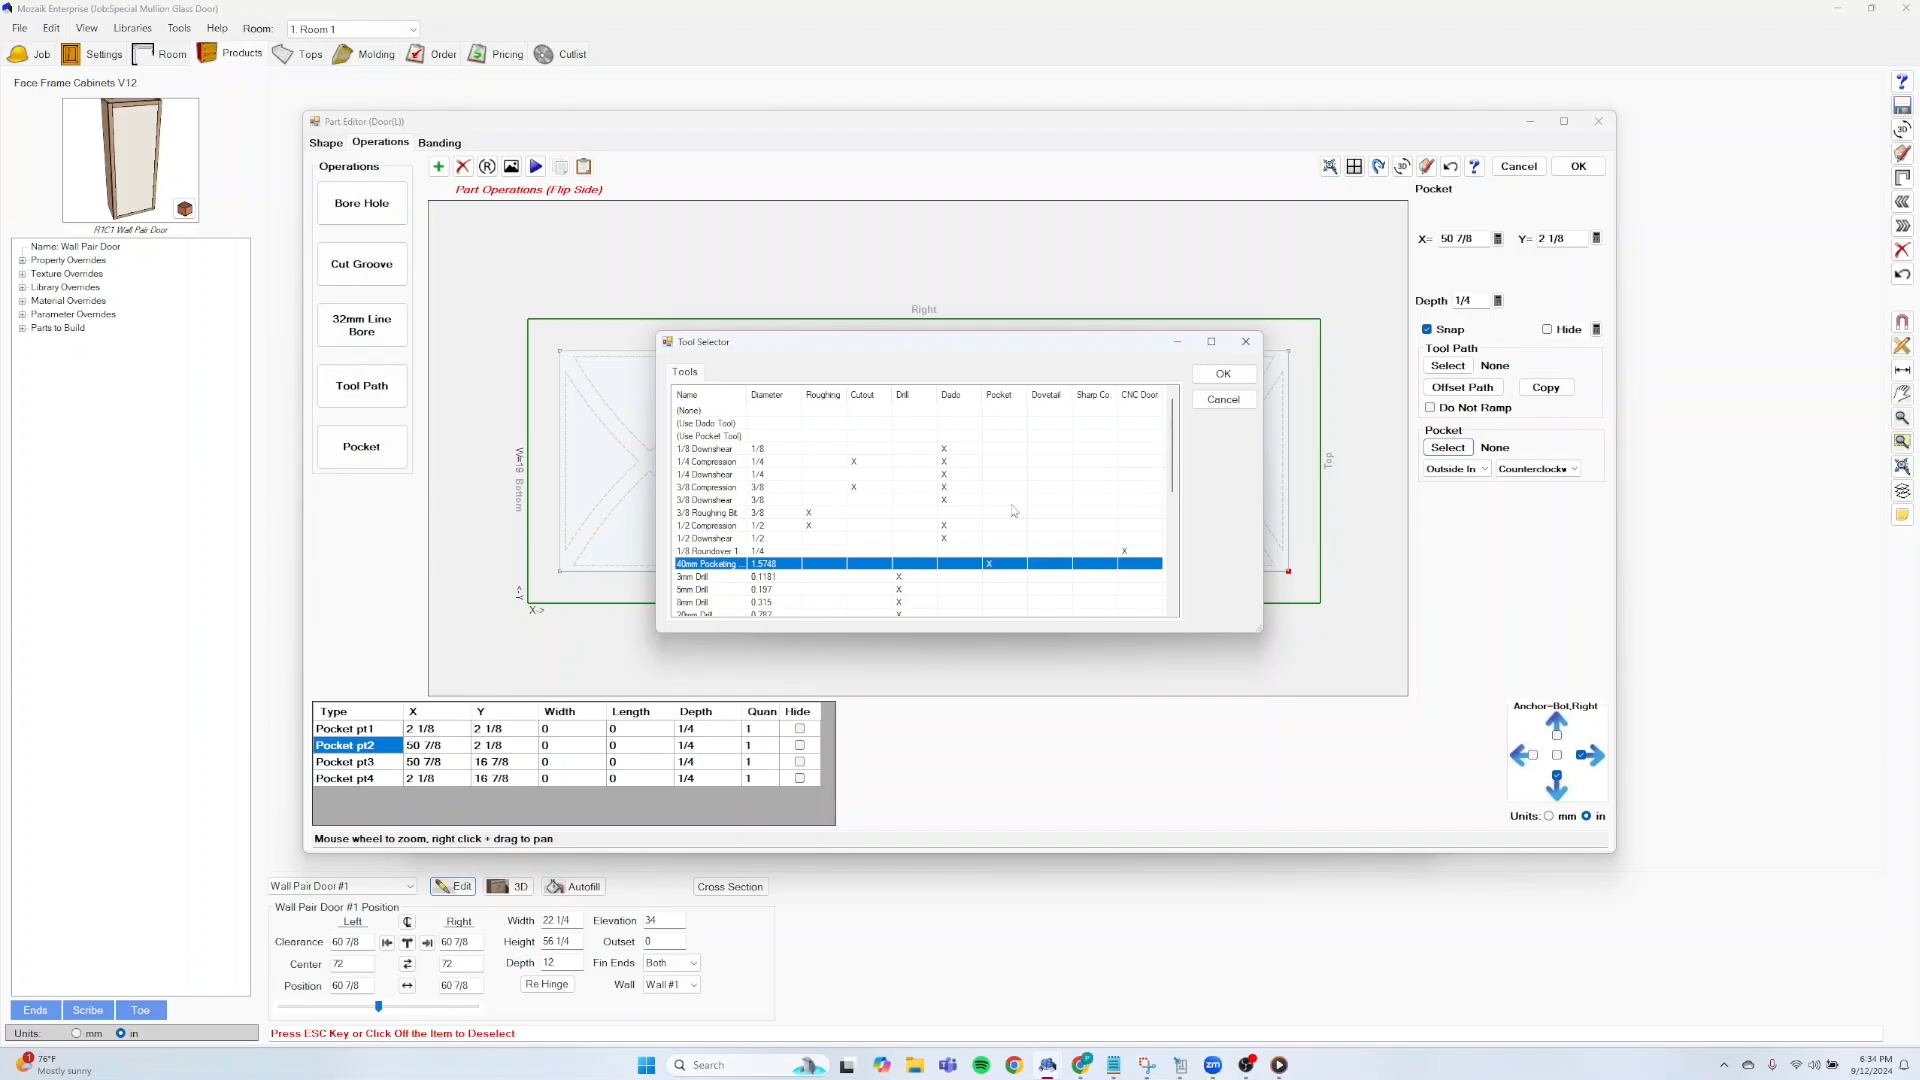 Mozaik Enterprise (Job:Special Mullion Glass Door)
File Edit View Libraries Tools Help Room: 1. Room 1
Job Settings Room Products Tops Molding Order Pricing Cutlist
Face Frame Cabinets V12
R1C1 Wall Pair Door
Name: Wall Pair Door
Property Overrides
Texture Overrides
Library Overrides
Material Overrides
Parameter Overrides
Parts to Build
Part Editor (Door(L))
Shape Operations Banding
Operations
Bore Hole
Cut Groove
32mm Line
Bore
Tool Path
Pocket
Part Operations (Flip Side)
Cancel OK
Right
W=19 Bottom
Top
<-Y
X->
Tool Selector
Tools
OK
Cancel
Name Diameter Roughing Cutout Drill Dado Pocket Dovetail Sharp Co. CNC Door
(None)
(Use Dado Tool)
(Use Pocket Tool)
1/8 Downshear 1/8 X
1/4 Compression 1/4 X X
1/4 Downshear 1/4 X
3/8 Compression 3/8 X X
3/8 Downshear 3/8 X
3/8 Roughing Bit 3/8 X
1/2 Compression 1/2 X X
1/2 Downshear 1/2 X
1/8 Roundover 1... 1/4 X
40mm Pocketing ... 1.5748 X
3mm Drill 0.1181 X
5mm Drill 0.197 X
8mm Drill 0.315 X
20mm Drill 0.787 X
Pocket
X= 50 7/8 Y= 2 1/8
Depth 1/4
Snap Hide
Tool Path
Select None
Offset Path Copy
Do Not Ramp
Pocket
Select None
Outside In Counterclockw
Type X Y Width Length Depth Quan Hide
Pocket pt1 2 1/8 2 1/8 0 0 1/4 1
Pocket pt2 50 7/8 2 1/8 0 0 1/4 1
Pocket pt3 50 7/8 16 7/8 0 0 1/4 1
Pocket pt4 2 1/8 16 7/8 0 0 1/4 1
Anchor=Bot,Right
Units: mm in
Mouse wheel to zoom, right click + drag to pan
Wall Pair Door #1 Edit 3D Autofill Cross Section
Wall Pair Door #1 Position
Left Right Width 22 1/4 Elevation 34
Clearance 60 7/8 60 7/8 Height 56 1/4 Outset 0
Center 72 72 Depth 12 Fin Ends Both
Position 60 7/8 60 7/8 Re Hinge Wall Wall #1
Ends Scribe Toe
Units: mm in
Press ESC Key or Click Off the Item to Deselect
1 76°F
Mostly sunny
Search
6:34 PM
9/12/2024